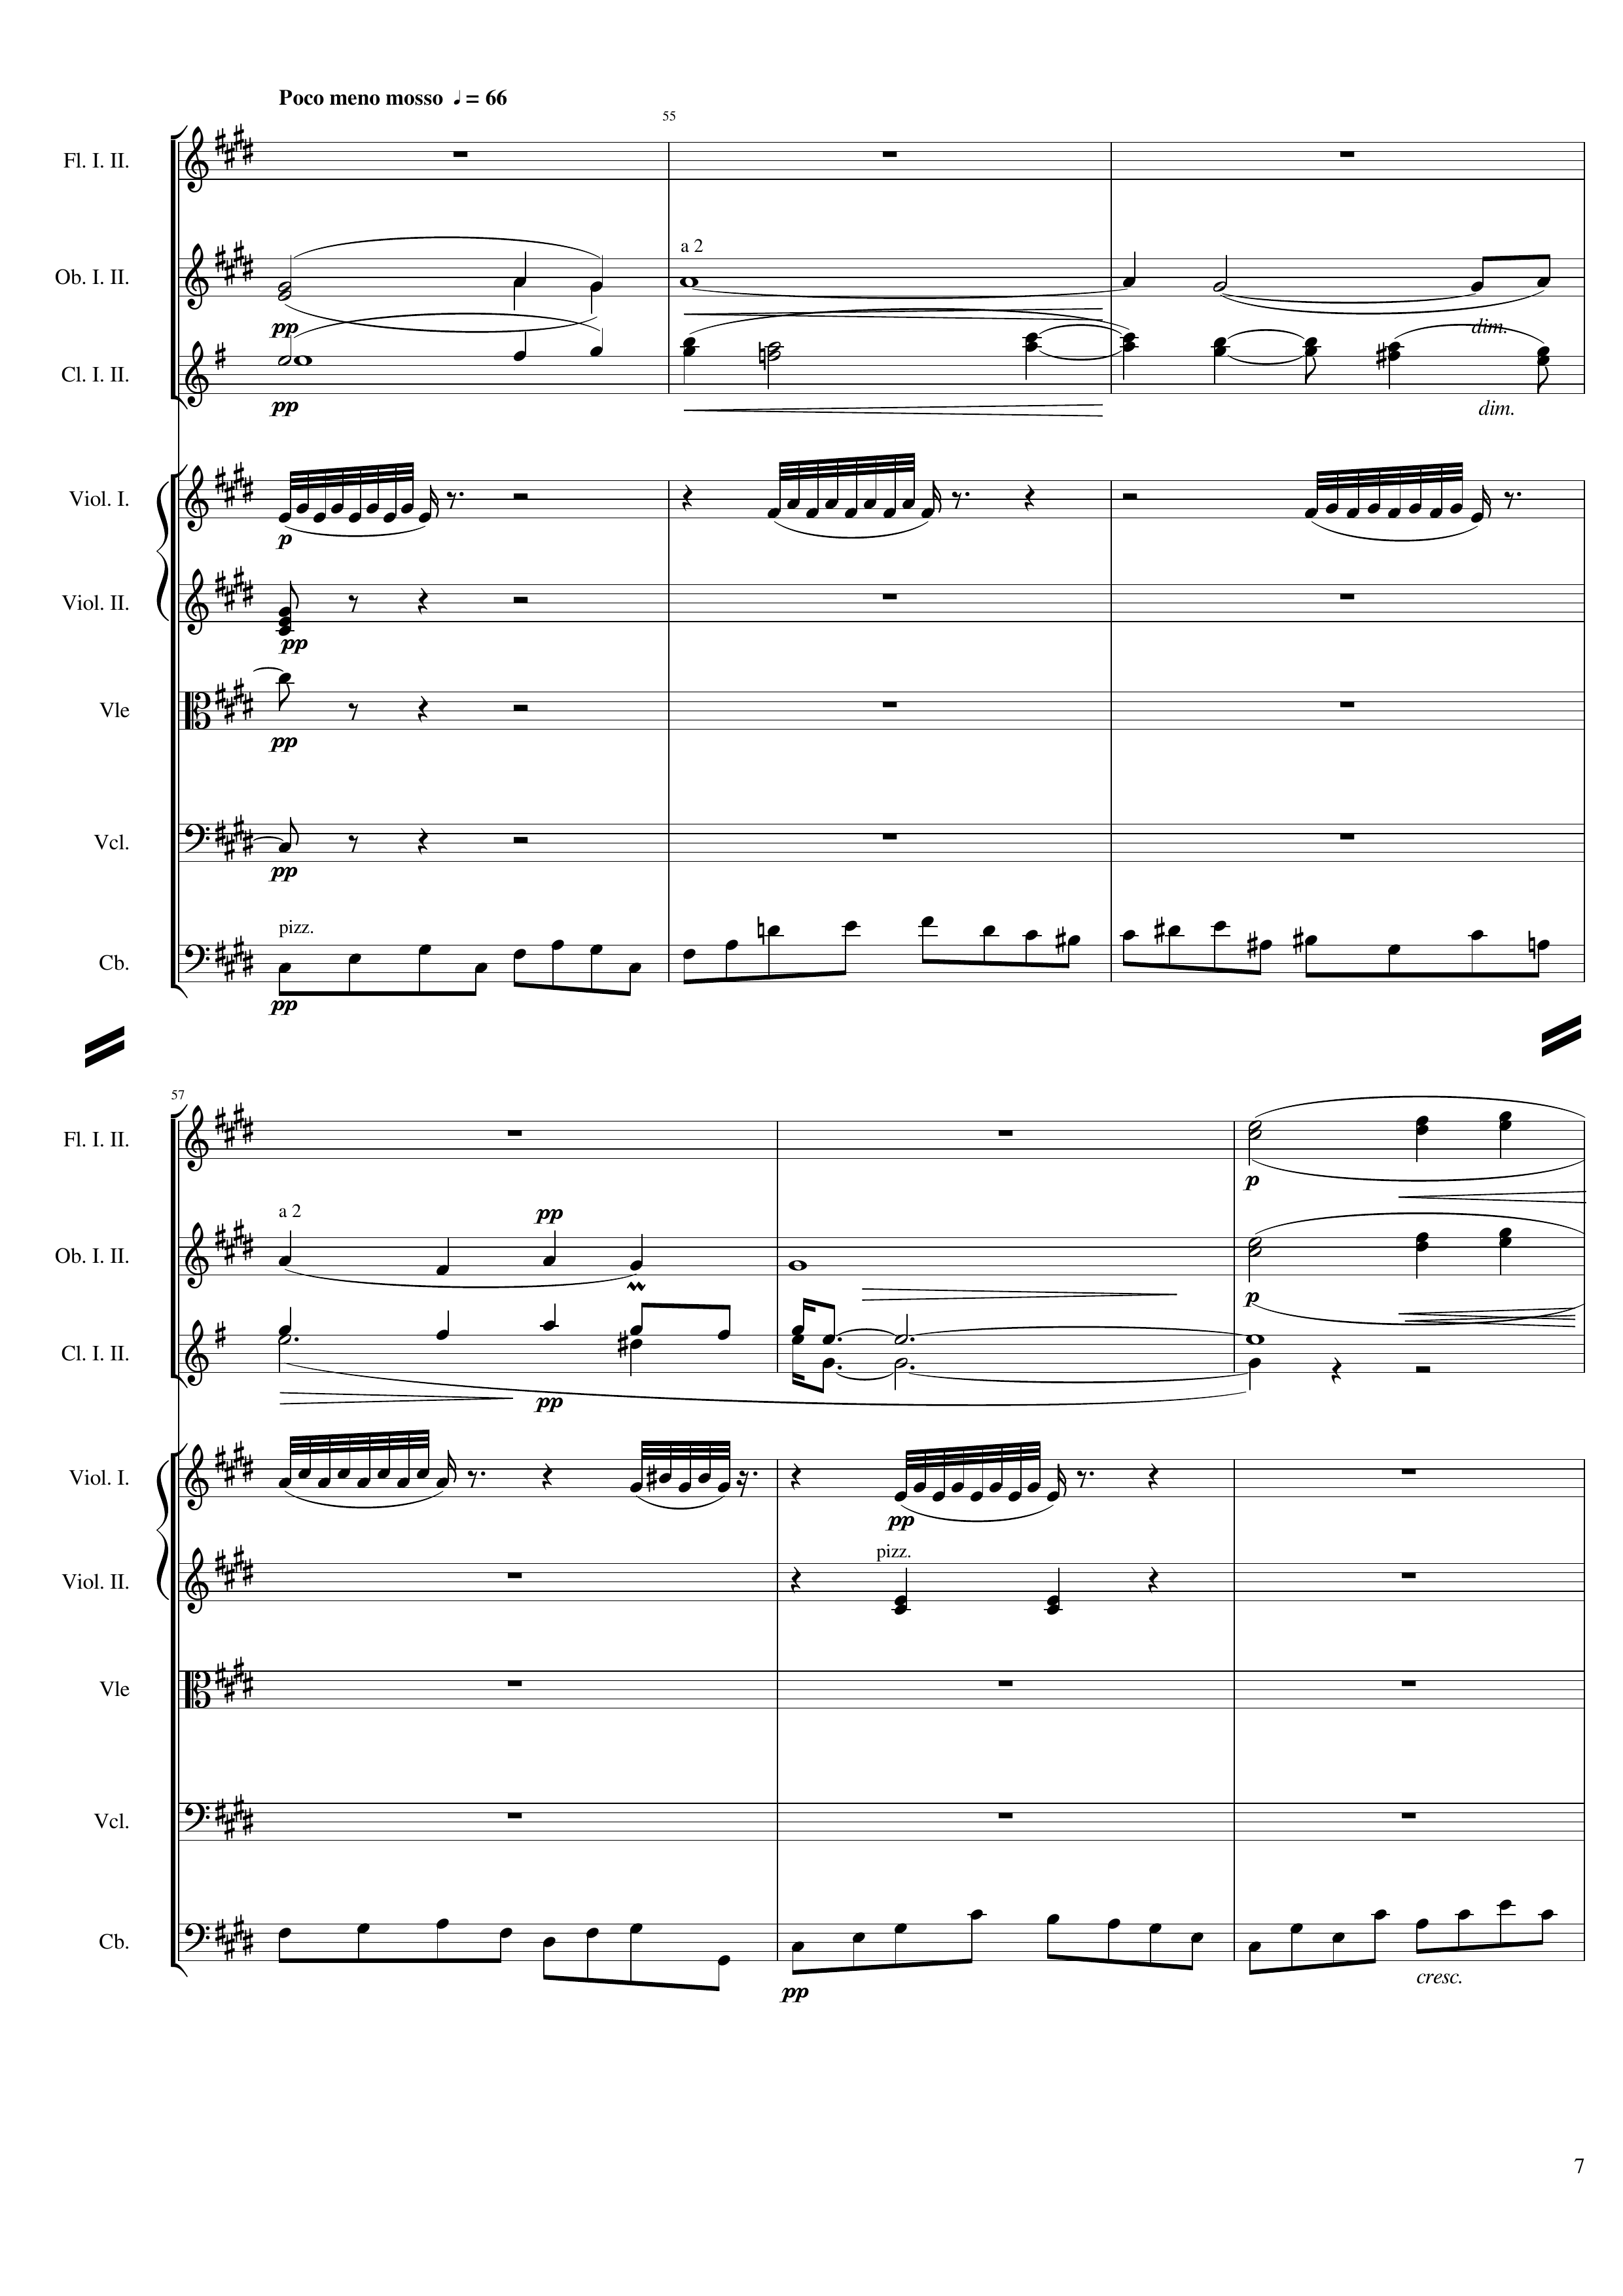 Poco meno mosso ♩ = 66
55
Fl. I. II.
a 2
Ob. I. II.
pp
dim.
Cl. I. II.
pp
dim.
Viol. I.
p
Viol. II.
pp
Vle
pp
Vcl.
pp
pizz.
Cb.
pp
57
Fl. I. II.
p
a 2
pp
Ob. I. II.
p
Cl. I. II.
pp
Viol. I.
pp
pizz.
Viol. II.
Vle
Vcl.
Cb.
cresc.
pp
7